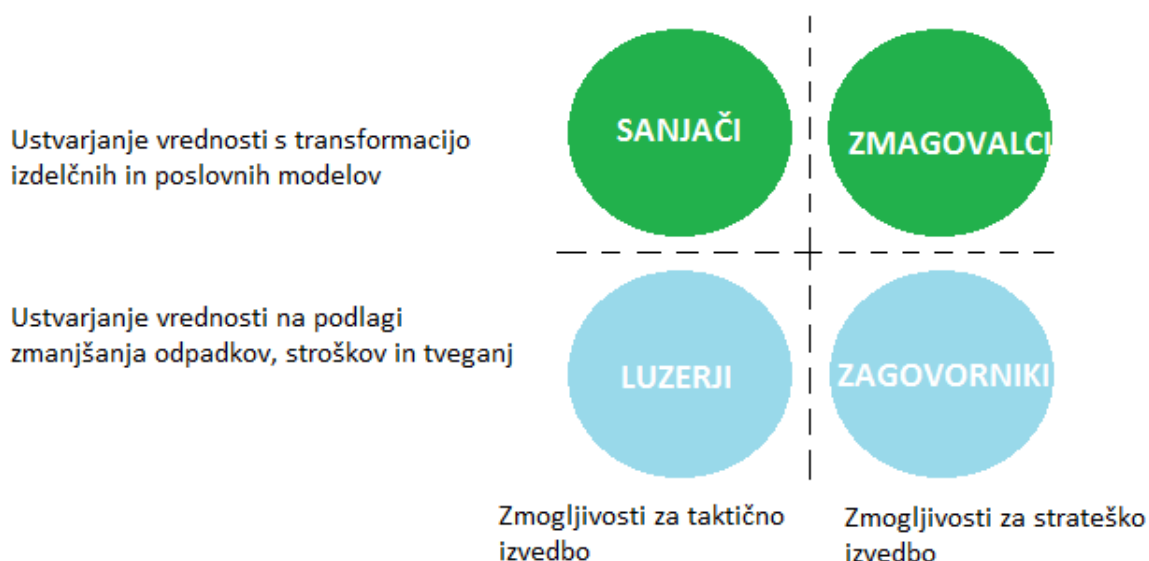 SANJAČI
ZMAGOVALCI
Ustvarjanje vrednosti s transformacijo
izdelčnih in poslovnih modelov
Ustvarjanje vrednosti na podlagi
zmanjšanja odpadkov, stroškov in tveganj
LUZERJI
ZAGOVORNIKI
Zmogljivosti za taktično
izvedbo
Zmogljivosti za strateško
izvedbo